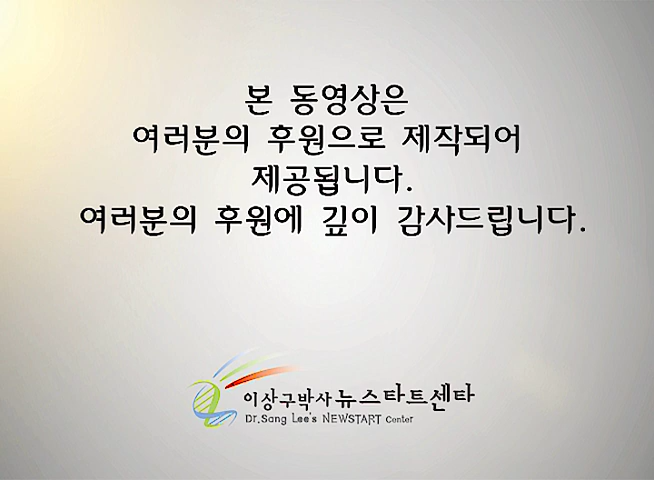 본 동영상은
여러분의 후원으로 제작되어
제공됩니다.
여러분의 후원에 깊이 감사드립니다.
이상구박사 뉴스타트센타
Dr.Sang Lee's NEWSTART Center